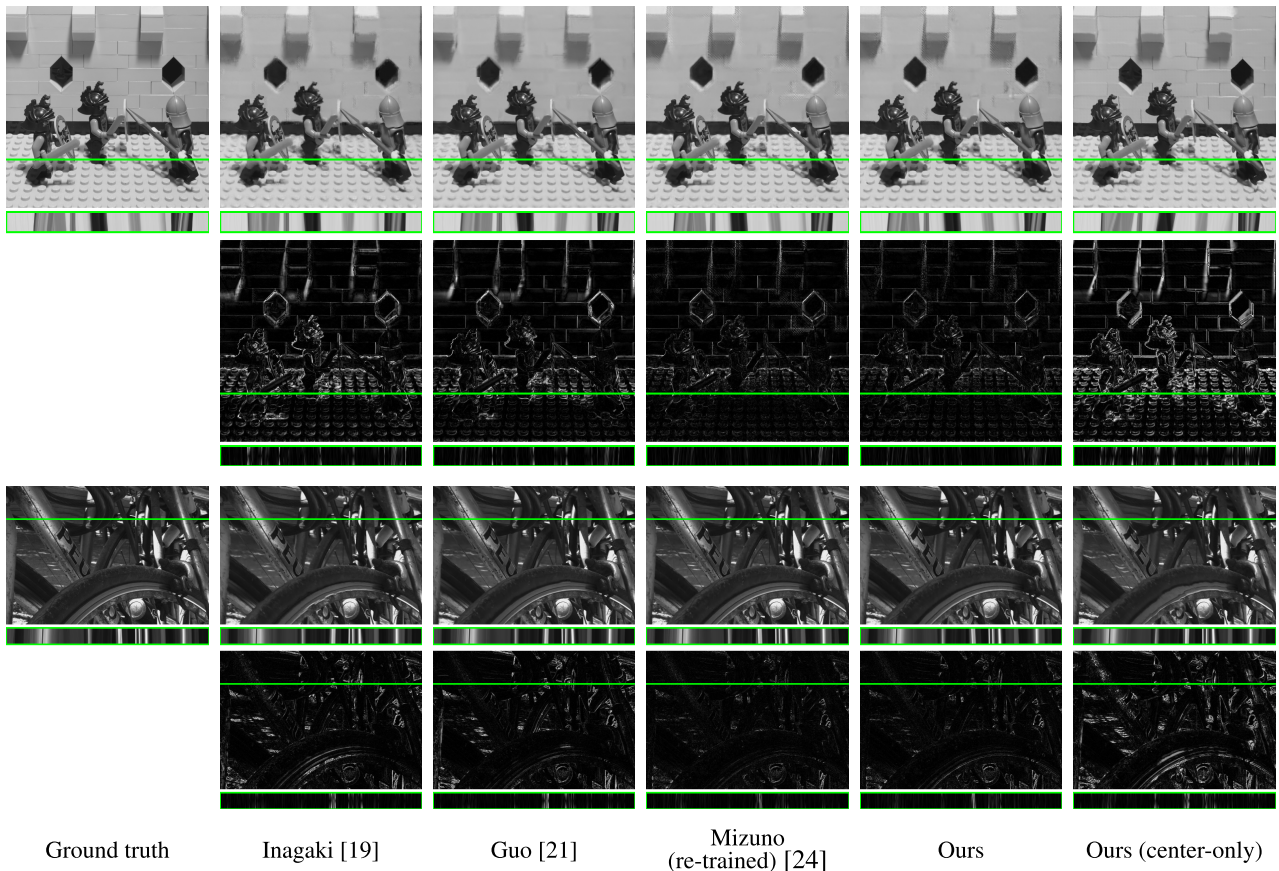 Ground truth
Inagaki [19]
Guo [21]
Mizuno
(re-trained) [24]
Ours
Ours (center-only)